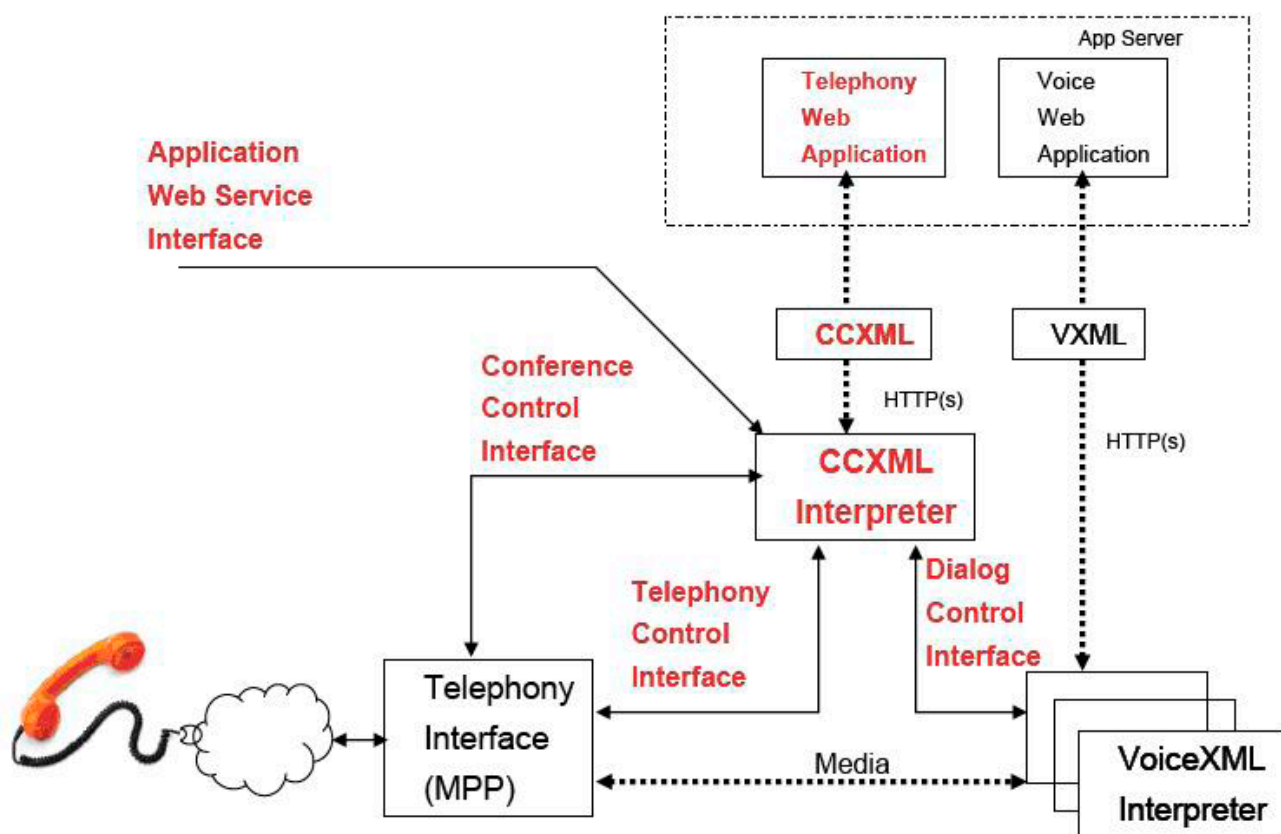 App Server
Telephony
Web
Application
Voice
Web
Application
Application
Web Service
Interface
CCXML
VXML
Conference
Control
Interface
HTTP(s)
HTTP(s)
CCXML
Interpreter
Telephony
Control
Interface
Dialog
Control
Interface
Telephony
Interface
(MPP)
Media
VoiceXML
Interpreter